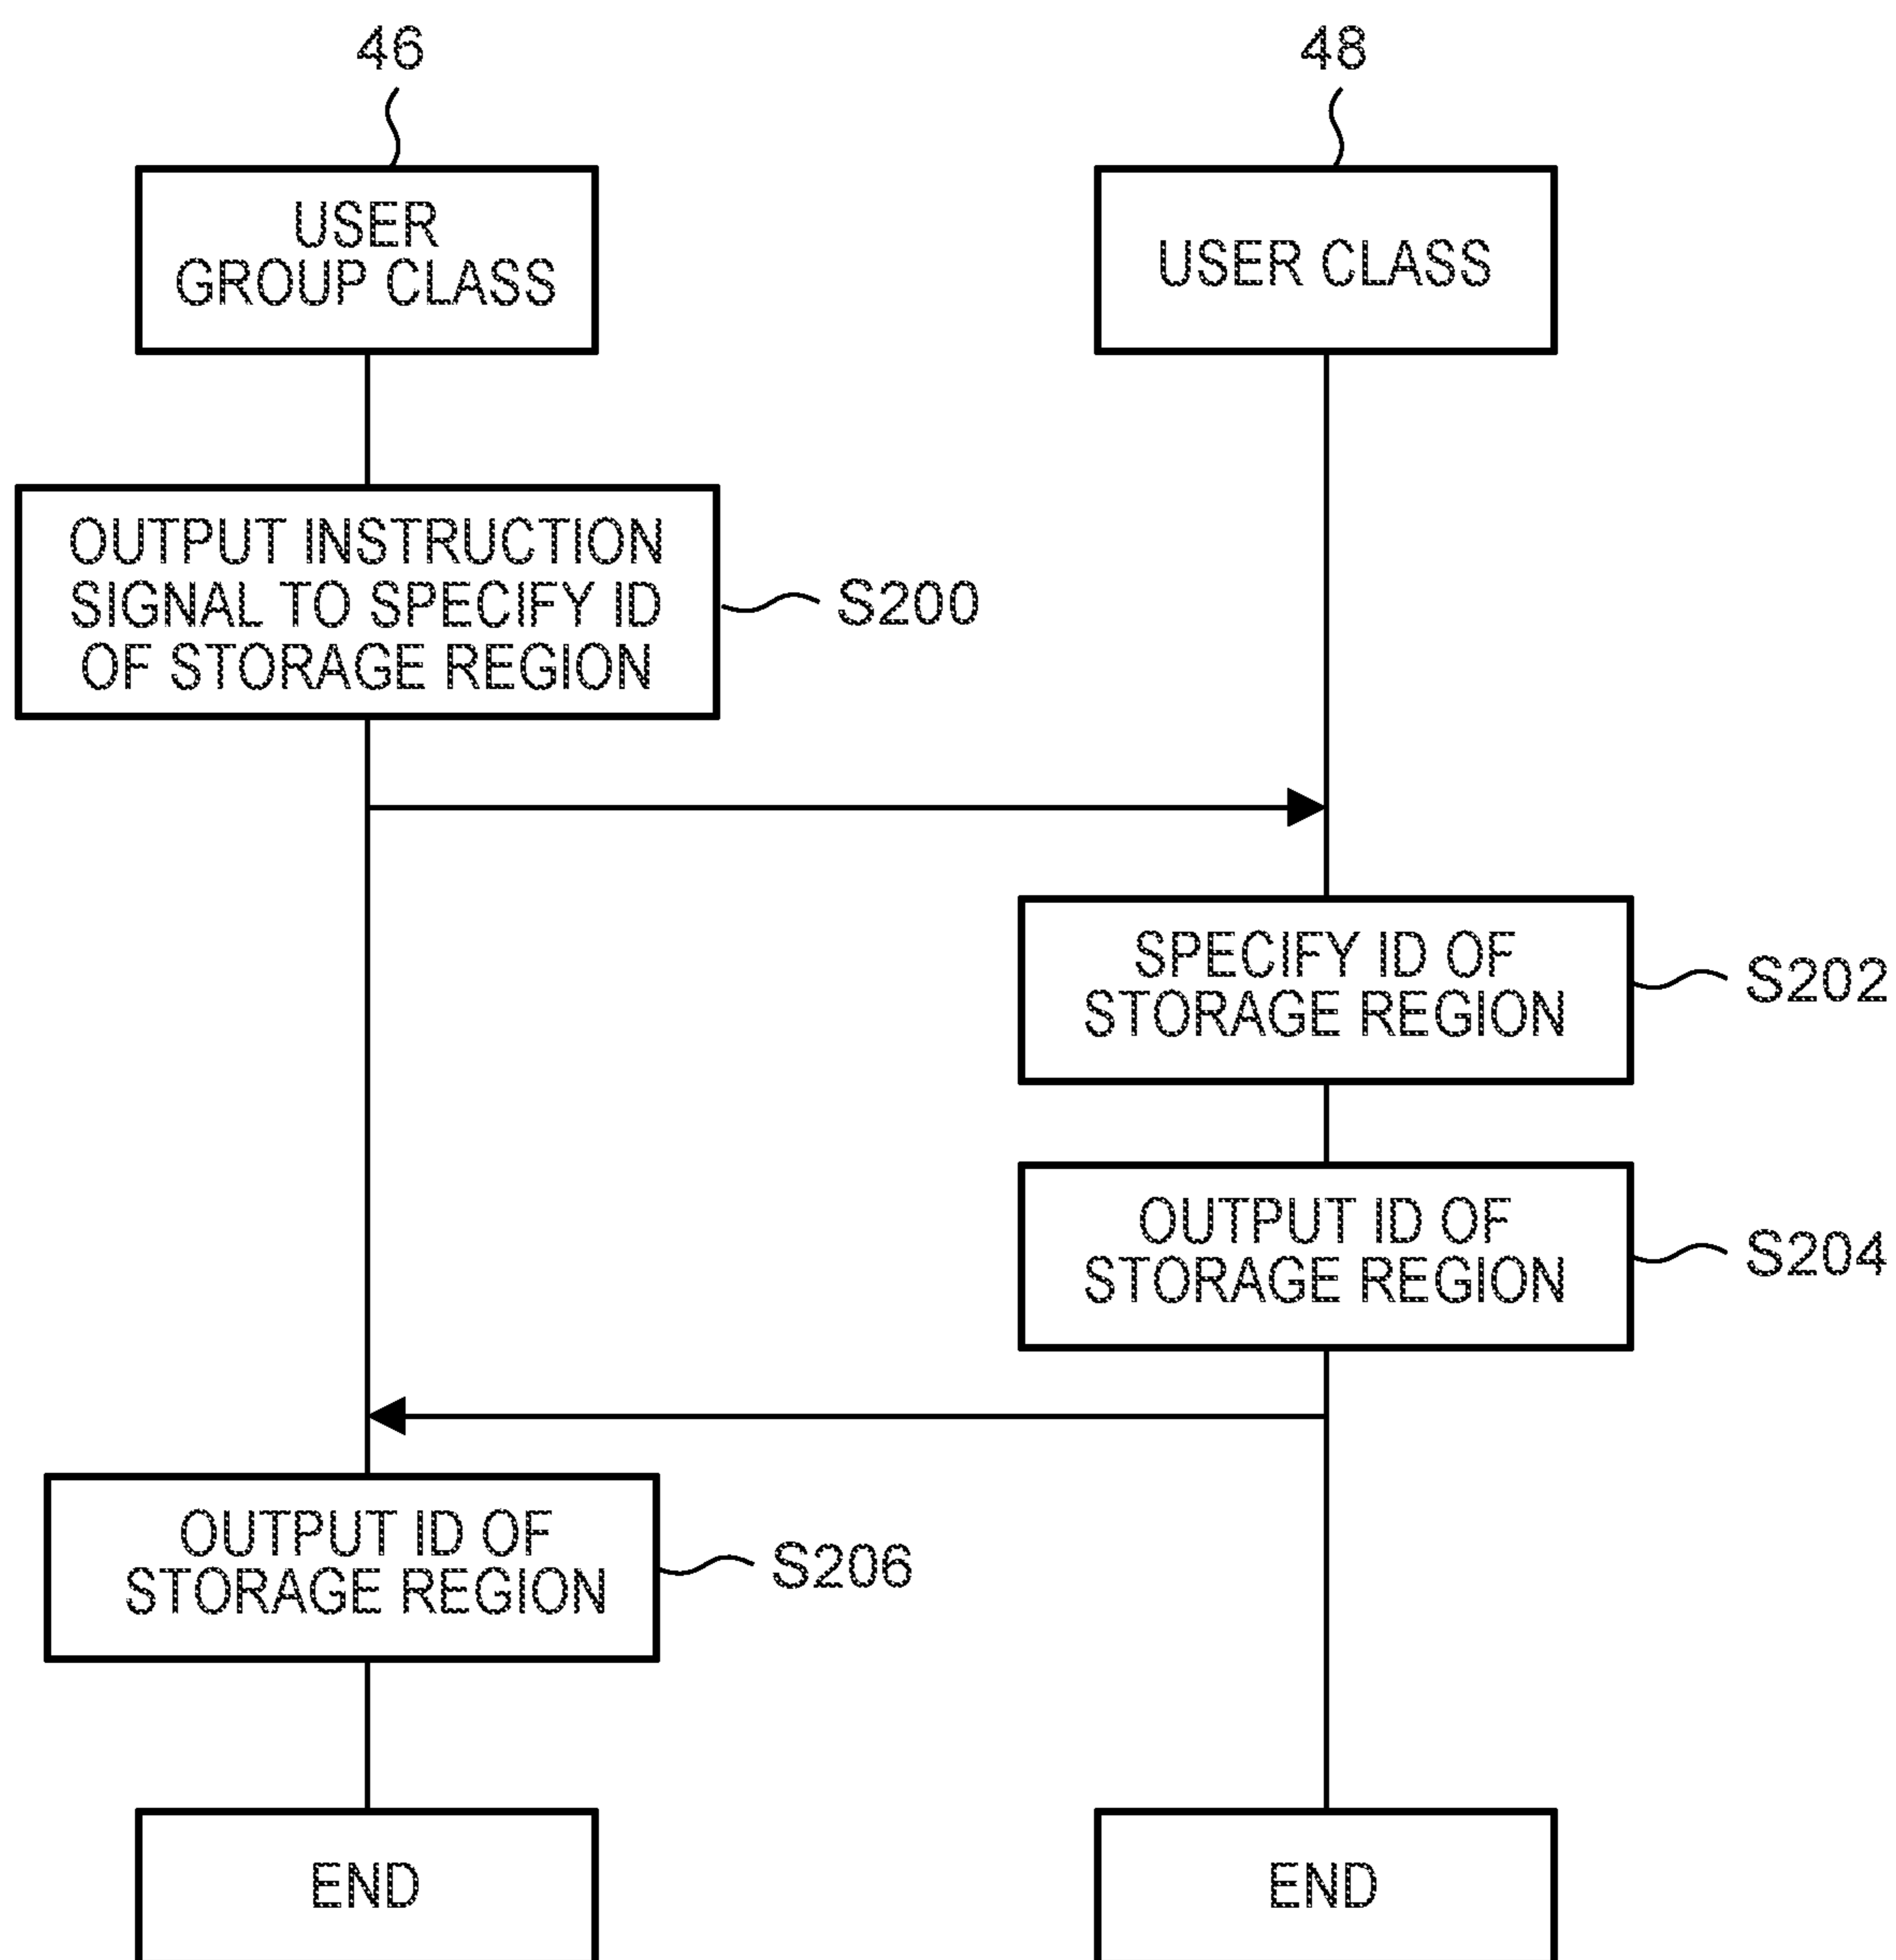 46
48
USER
GROUP CLASS
USER CLASS
OUTPUT INSTRUCTION
SIGNAL TO SPECIFY ID
OF STORAGE REGION
S200
SPECIFY ID OF
STORAGE REGION
S202
OUTPUT ID OF
STORAGE REGION
S204
OUTPUT ID OF
STORAGE REGION
S206
END
END